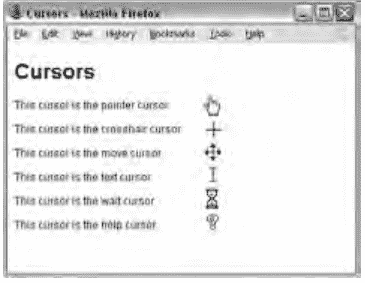 Cursors - Mozilla Firefox
File Edit View History Bookmarks Tools Help
Cursors
This cursor is the pointer cursor
This cursor is the crosshair cursor
This cursor is the move cursor
This cursor is the text cursor
This cursor is the wait cursor
This cursor is the help cursor